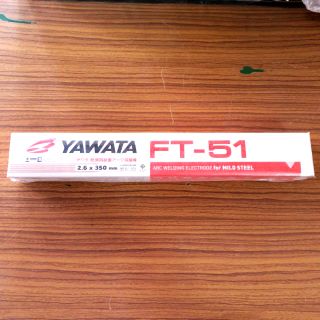 YAWATA
FT-51
2.6 x 350 mm
ARC WELDING ELECTRODE for MILD STEEL